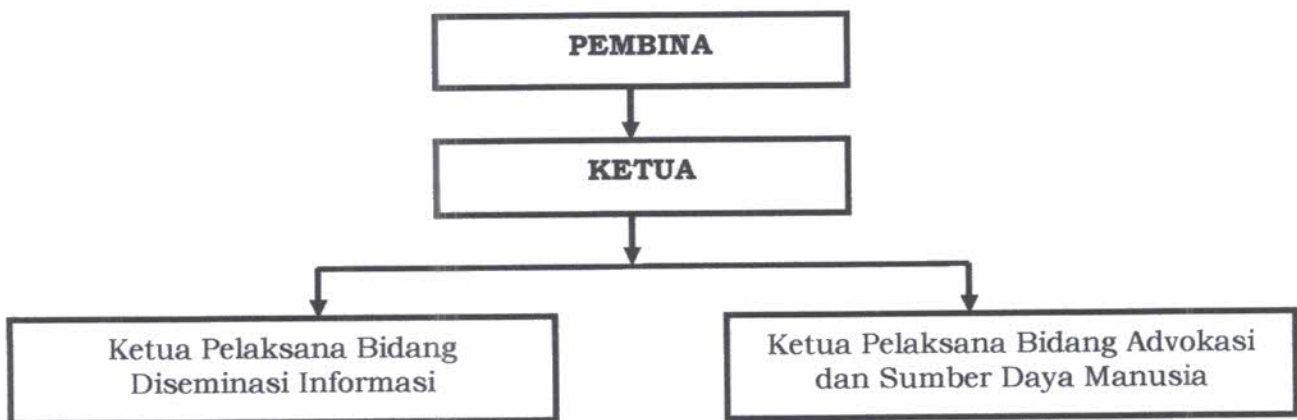 PEMBINA
KETUA
Ketua Pelaksana Bidang
Diseminasi Informasi
Ketua Pelaksana Bidang Advokasi
dan Sumber Daya Manusia